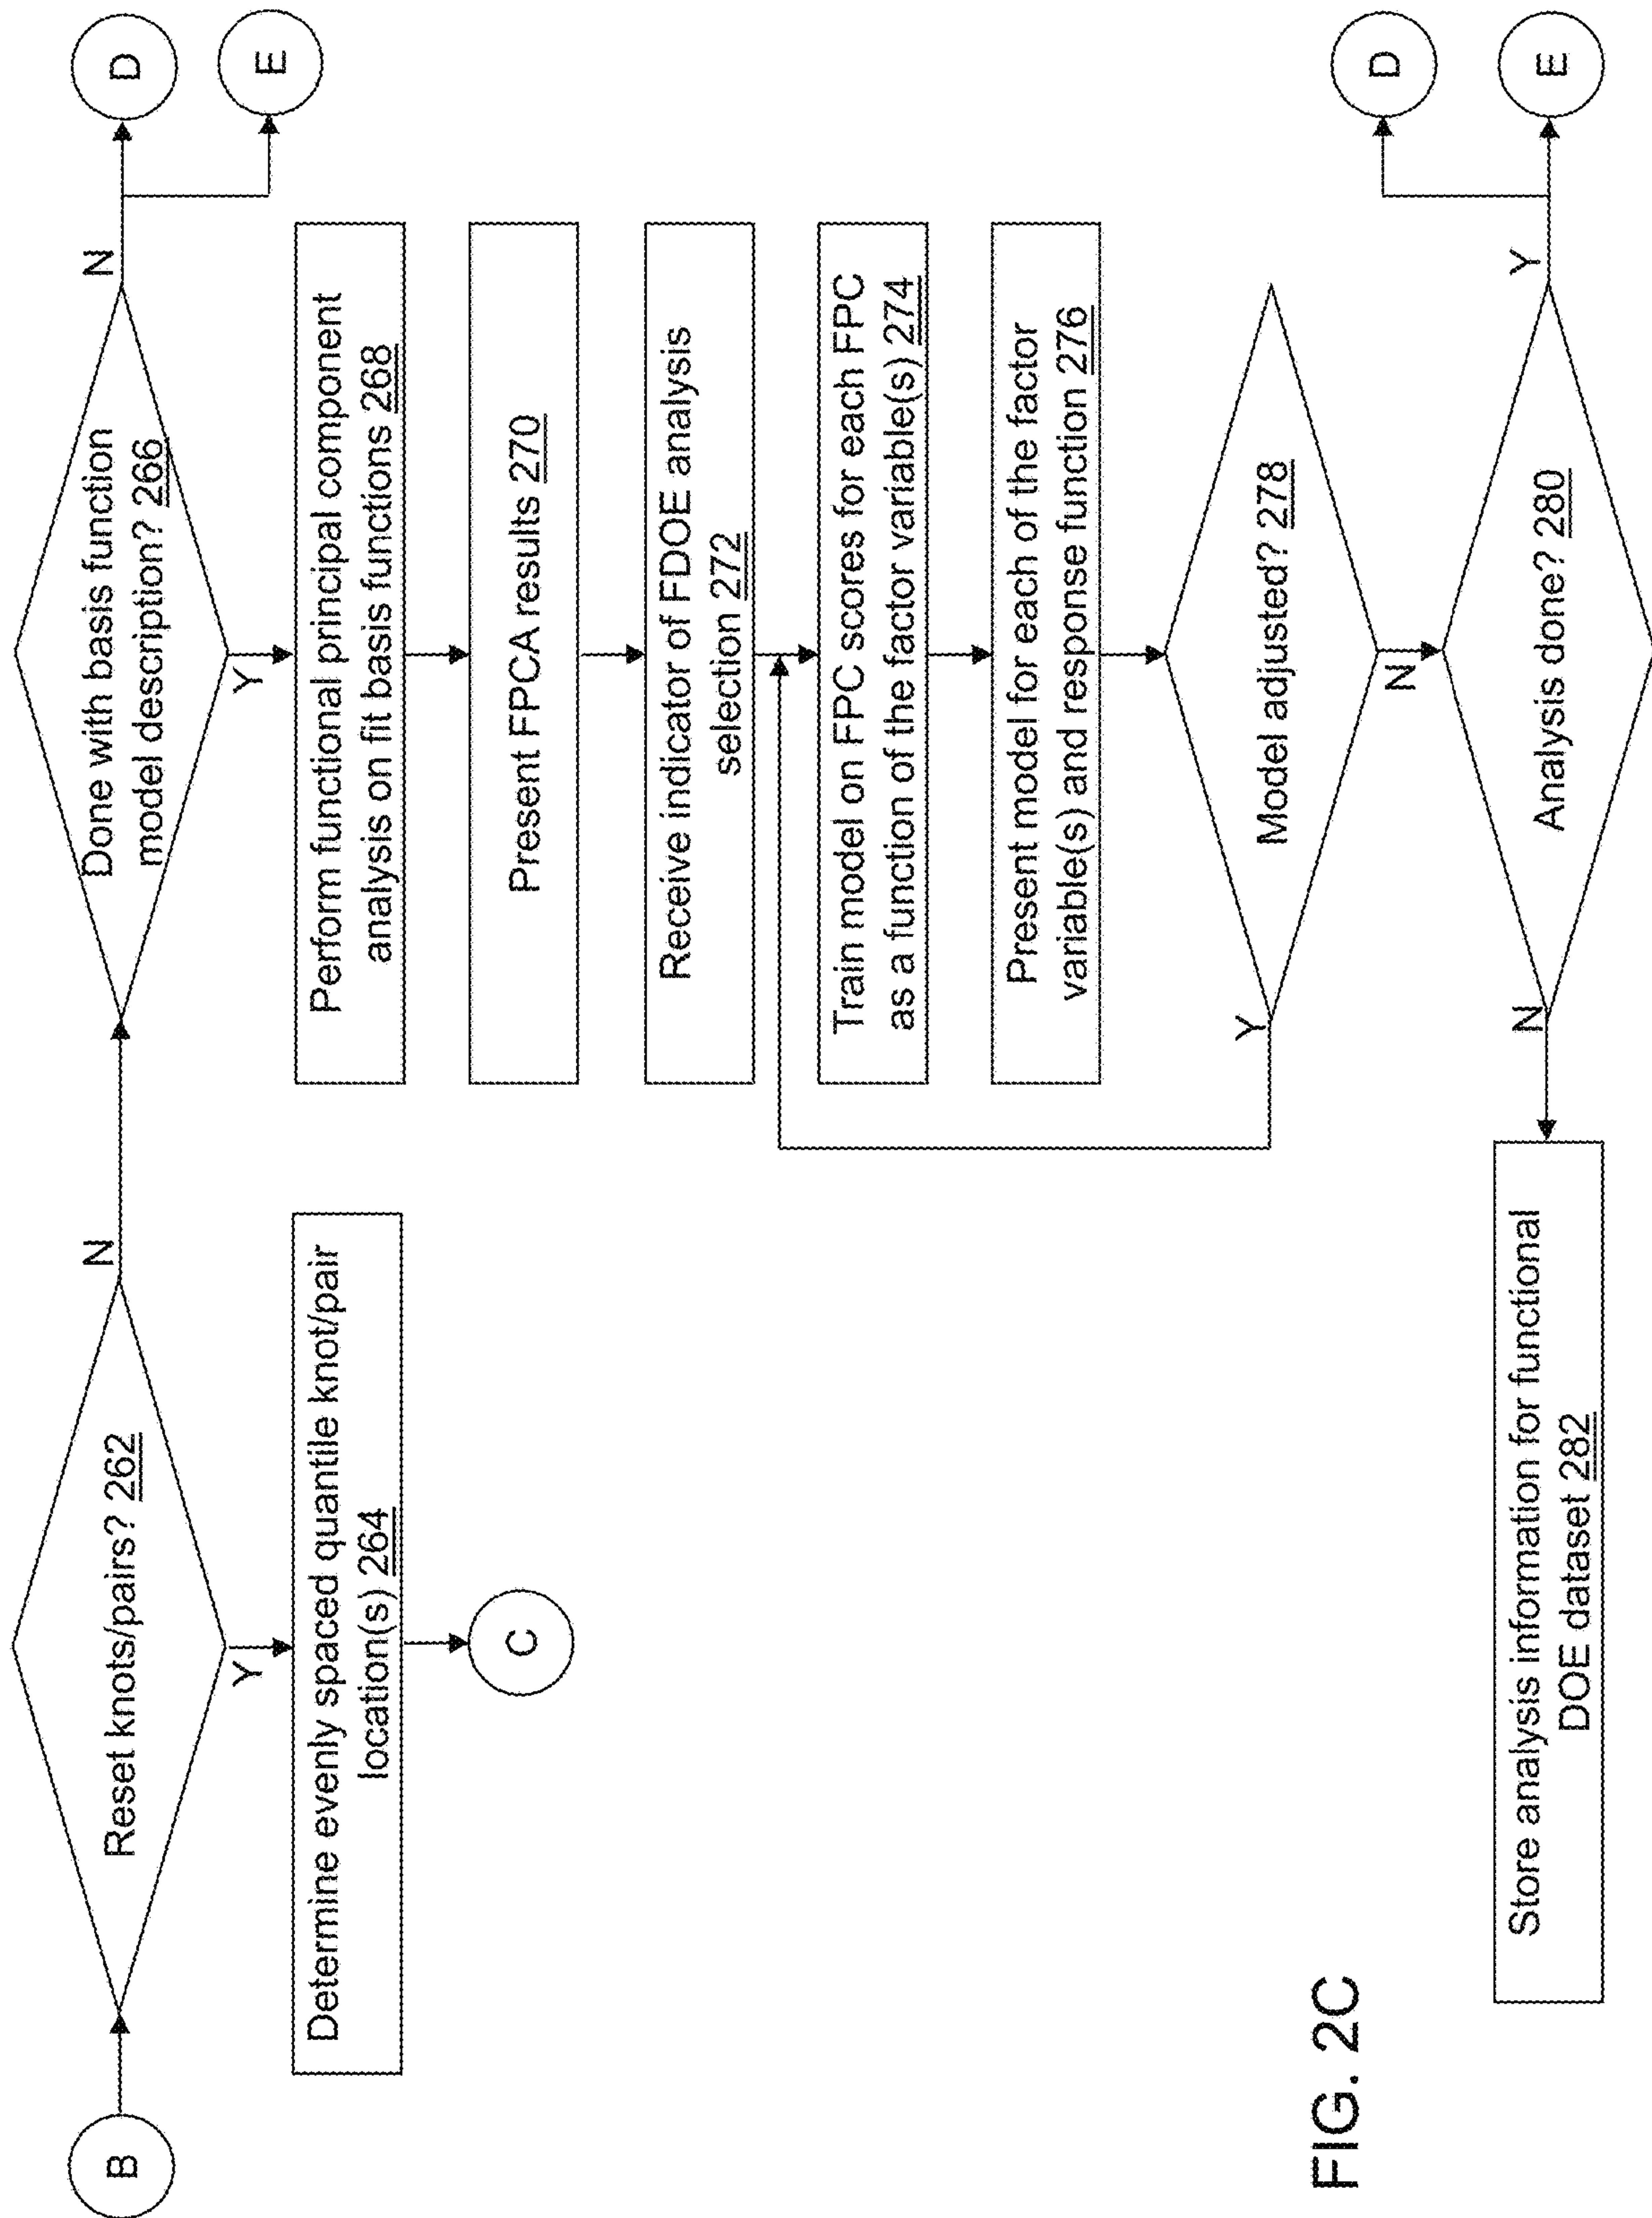 B
Reset knots/pairs? 262
N
Y
Determine evenly spaced quantile knot/pair
location(s) 264
C
Done with basis function
model description? 266
N
D
E
Y
Perform functional principal component
analysis on fit basis functions 268
Present FPCA results 270
Receive indicator of FDOE analysis
selection 272
Train model on FPC scores for each FPC
as a function of the factor variable(s) 274
Present model for each of the factor
variable(s) and response function 276
Y
Model adjusted? 278
N
N
Analysis done? 280
Y
D
E
Store analysis information for functional
DOE dataset 282
FIG. 2C